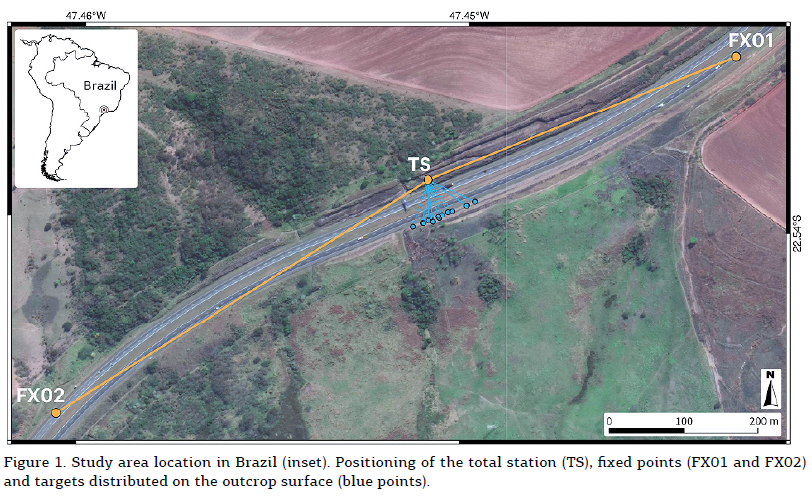 47.46°W
47.45°W
FX01
Brazil
TS
22.54°S
FX02
N
0 100 200 m
Figure 1. Study area location in Brazil (inset). Positioning of the total station (TS), fixed points (FX01 and FX02)
and targets distributed on the outcrop surface (blue points).